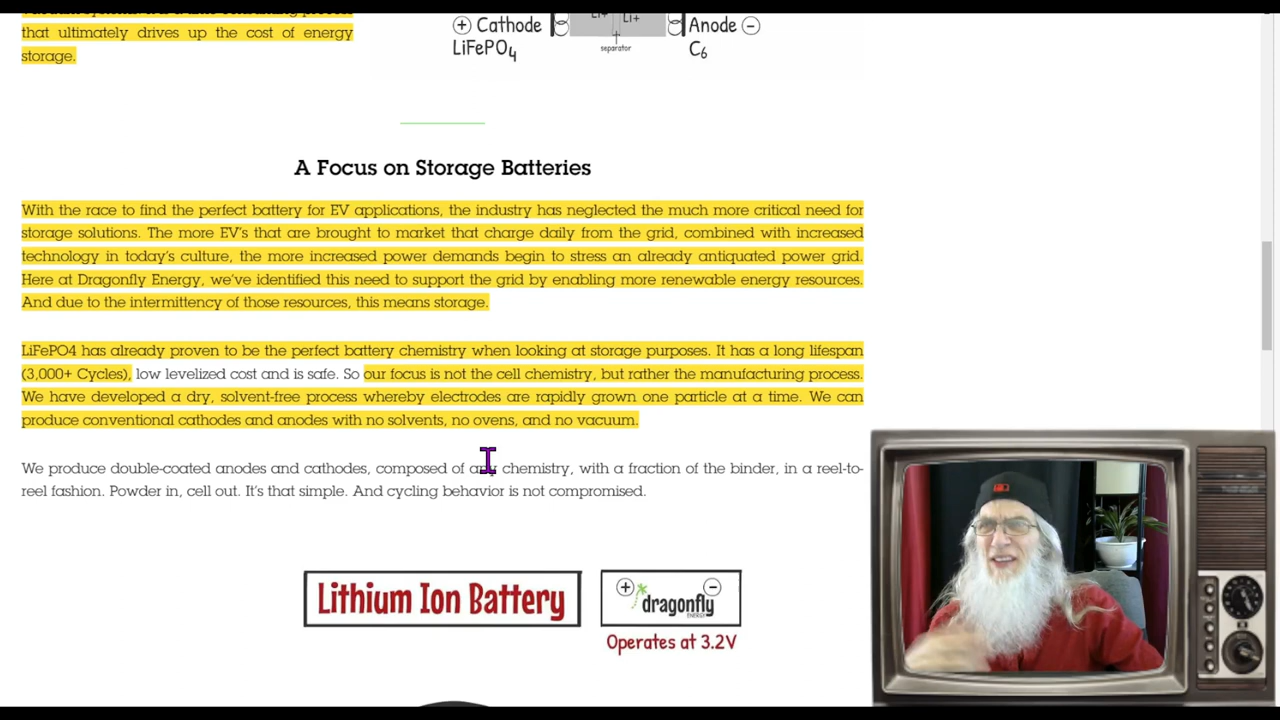 that ultimately drives up the cost of energy
storage.
+ Cathode
LiFePO4
Li+
Li+
separator
Anode −
C6
A Focus on Storage Batteries
With the race to find the perfect battery for EV applications, the industry has neglected the much more critical need for
storage solutions. The more EV's that are brought to market that charge daily from the grid, combined with increased
technology in today's culture, the more increased power demands begin to stress an already antiquated power grid.
Here at Dragonfly Energy, we've identified this need to support the grid by enabling more renewable energy resources.
And due to the intermittency of those resources, this means storage.
LiFePO4 has already proven to be the perfect battery chemistry when looking at storage purposes. It has a long lifespan
(3,000+ Cycles), low levelized cost and is safe. So our focus is not the cell chemistry, but rather the manufacturing process.
We have developed a dry, solvent-free process whereby electrodes are rapidly grown one particle at a time. We can
produce conventional cathodes and anodes with no solvents, no ovens, and no vacuum.
We produce double-coated anodes and cathodes, composed of any chemistry, with a fraction of the binder, in a reel-to-
reel fashion. Powder in, cell out. It's that simple. And cycling behavior is not compromised.
Lithium Ion Battery
+ −
dragonfly
ENERGY
Operates at 3.2V